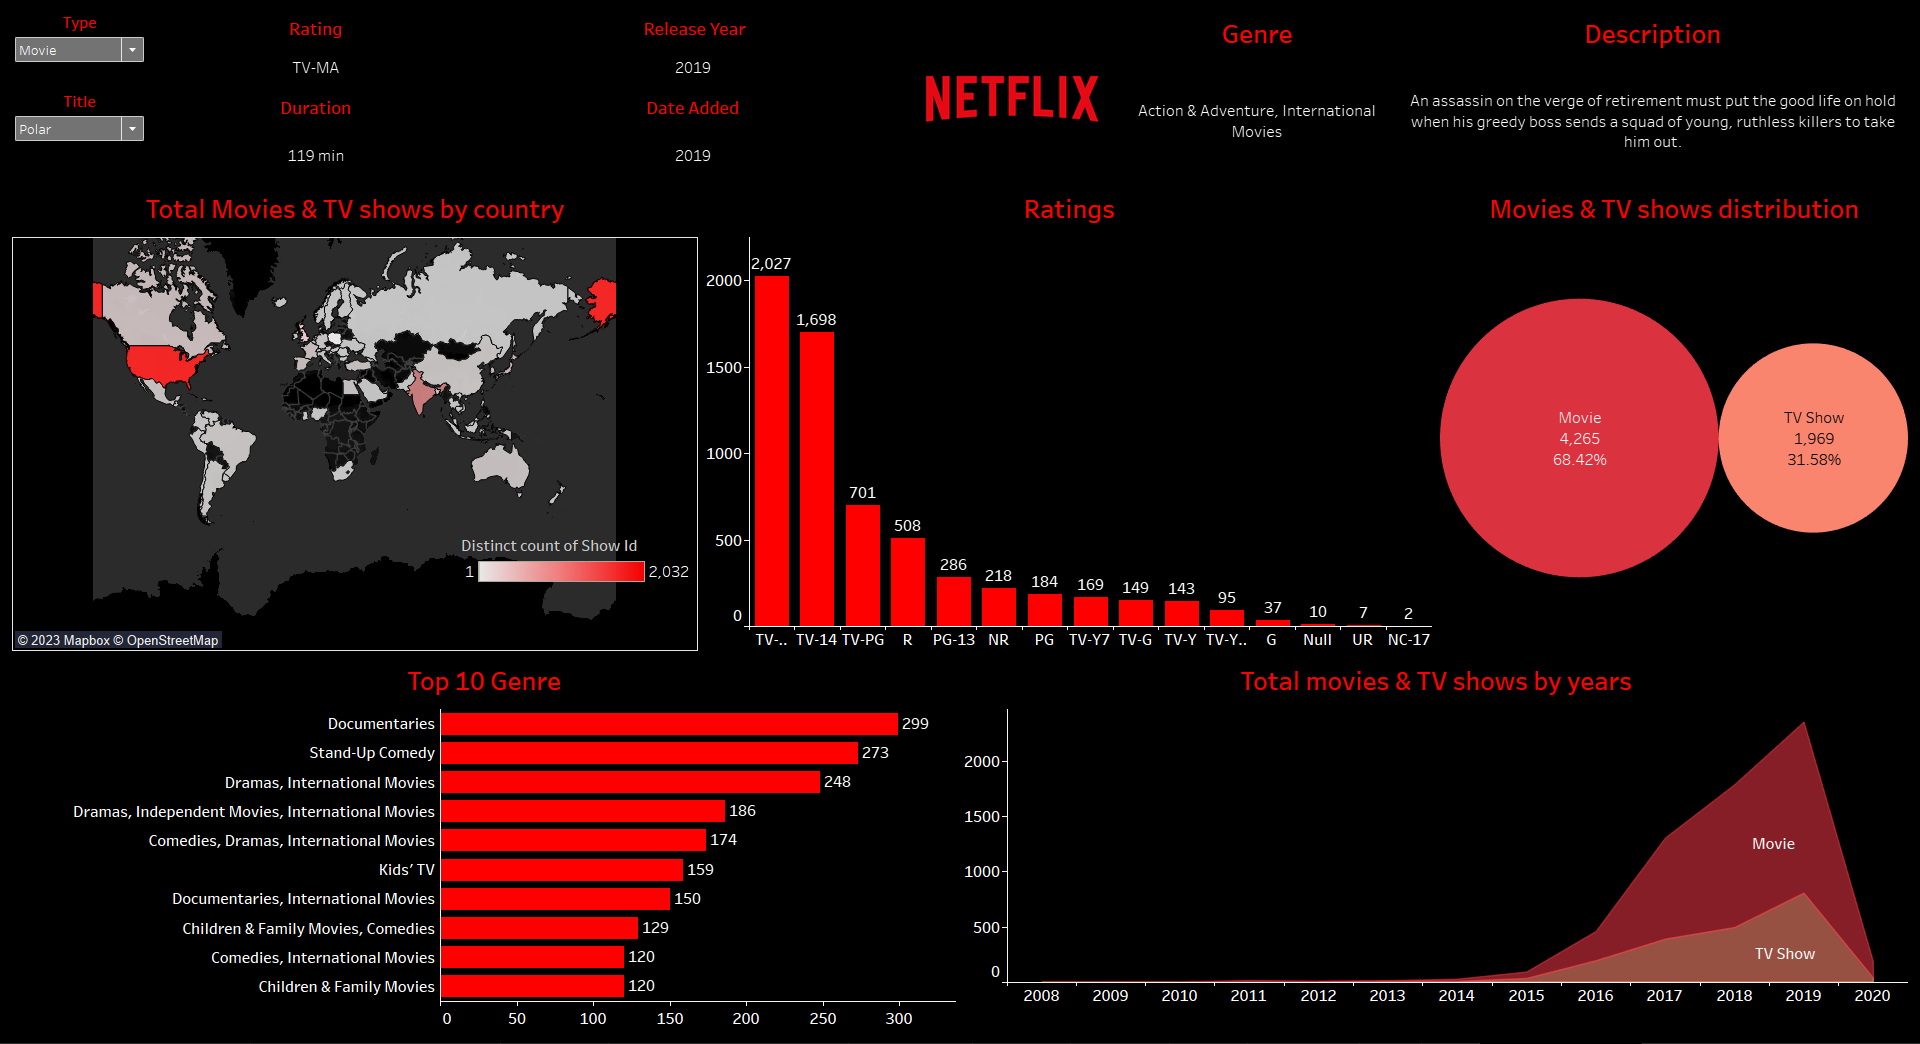 Type
Movie
Title
Polar
Rating
TV-MA
Duration
119 min
Release Year
2019
Date Added
2019
NETFLIX
Genre
Action & Adventure, International
Movies
Description
An assassin on the verge of retirement must put the good life on hold
when his greedy boss sends a squad of young, ruthless killers to take
him out.
Total Movies & TV shows by country
Distinct count of Show Id
1 2,032
© 2023 Mapbox © OpenStreetMap
Ratings
2000
1500
1000
500
0
2,027
1,698
701
508
286
218
184
169
149
143
95
37
10
7
2
TV-.. TV-14 TV-PG R PG-13 NR PG TV-Y7 TV-G TV-Y TV-Y.. G Null UR NC-17
Movies & TV shows distribution
Movie
4,265
68.42%
TV Show
1,969
31.58%
Top 10 Genre
Documentaries 299
Stand-Up Comedy 273
Dramas, International Movies 248
Dramas, Independent Movies, International Movies 186
Comedies, Dramas, International Movies 174
Kids’ TV 159
Documentaries, International Movies 150
Children & Family Movies, Comedies 129
Comedies, International Movies 120
Children & Family Movies 120
0 50 100 150 200 250 300
Total movies & TV shows by years
2000
1500
1000
500
0
Movie
TV Show
2008 2009 2010 2011 2012 2013 2014 2015 2016 2017 2018 2019 2020